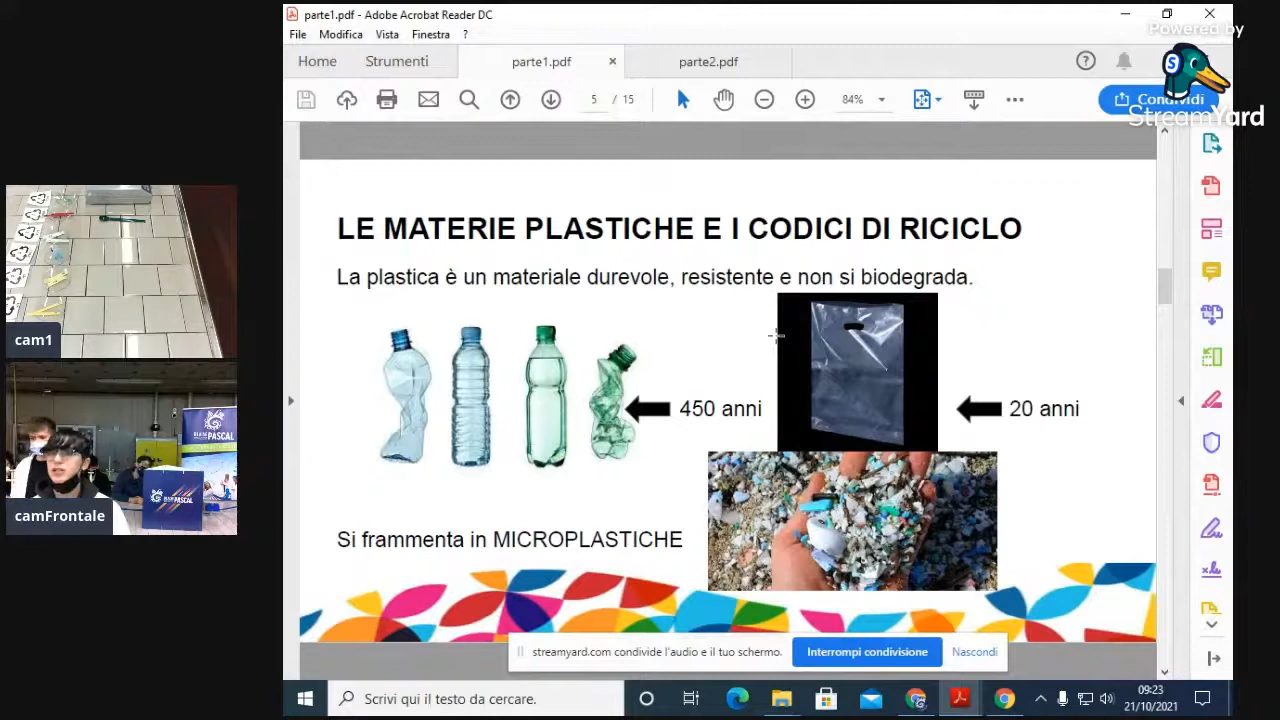 parte1.pdf - Adobe Acrobat Reader DC
Powered by
StreamYard
File Modifica Vista Finestra ?
Home Strumenti parte1.pdf parte2.pdf
5 / 15 84% Condividi
LE MATERIE PLASTICHE E I CODICI DI RICICLO
La plastica è un materiale durevole, resistente e non si biodegrada.
450 anni
20 anni
Si frammenta in MICROPLASTICHE
cam1
PASCAL
PASCAL
camFrontale
streamyard.com condivide l'audio e il tuo schermo. Interrompi condivisione Nascondi
Scrivi qui il testo da cercare.
09:23
21/10/2021